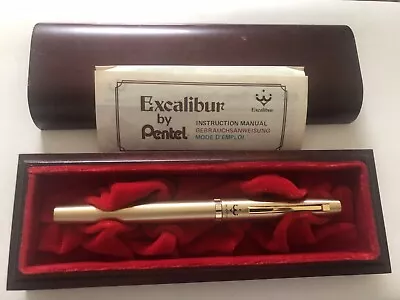 Excalibur
by
Pentel
Excalibur
INSTRUCTION MANUAL
GEBRAUCHSANWEISUNG
MODE D'EMPLOI